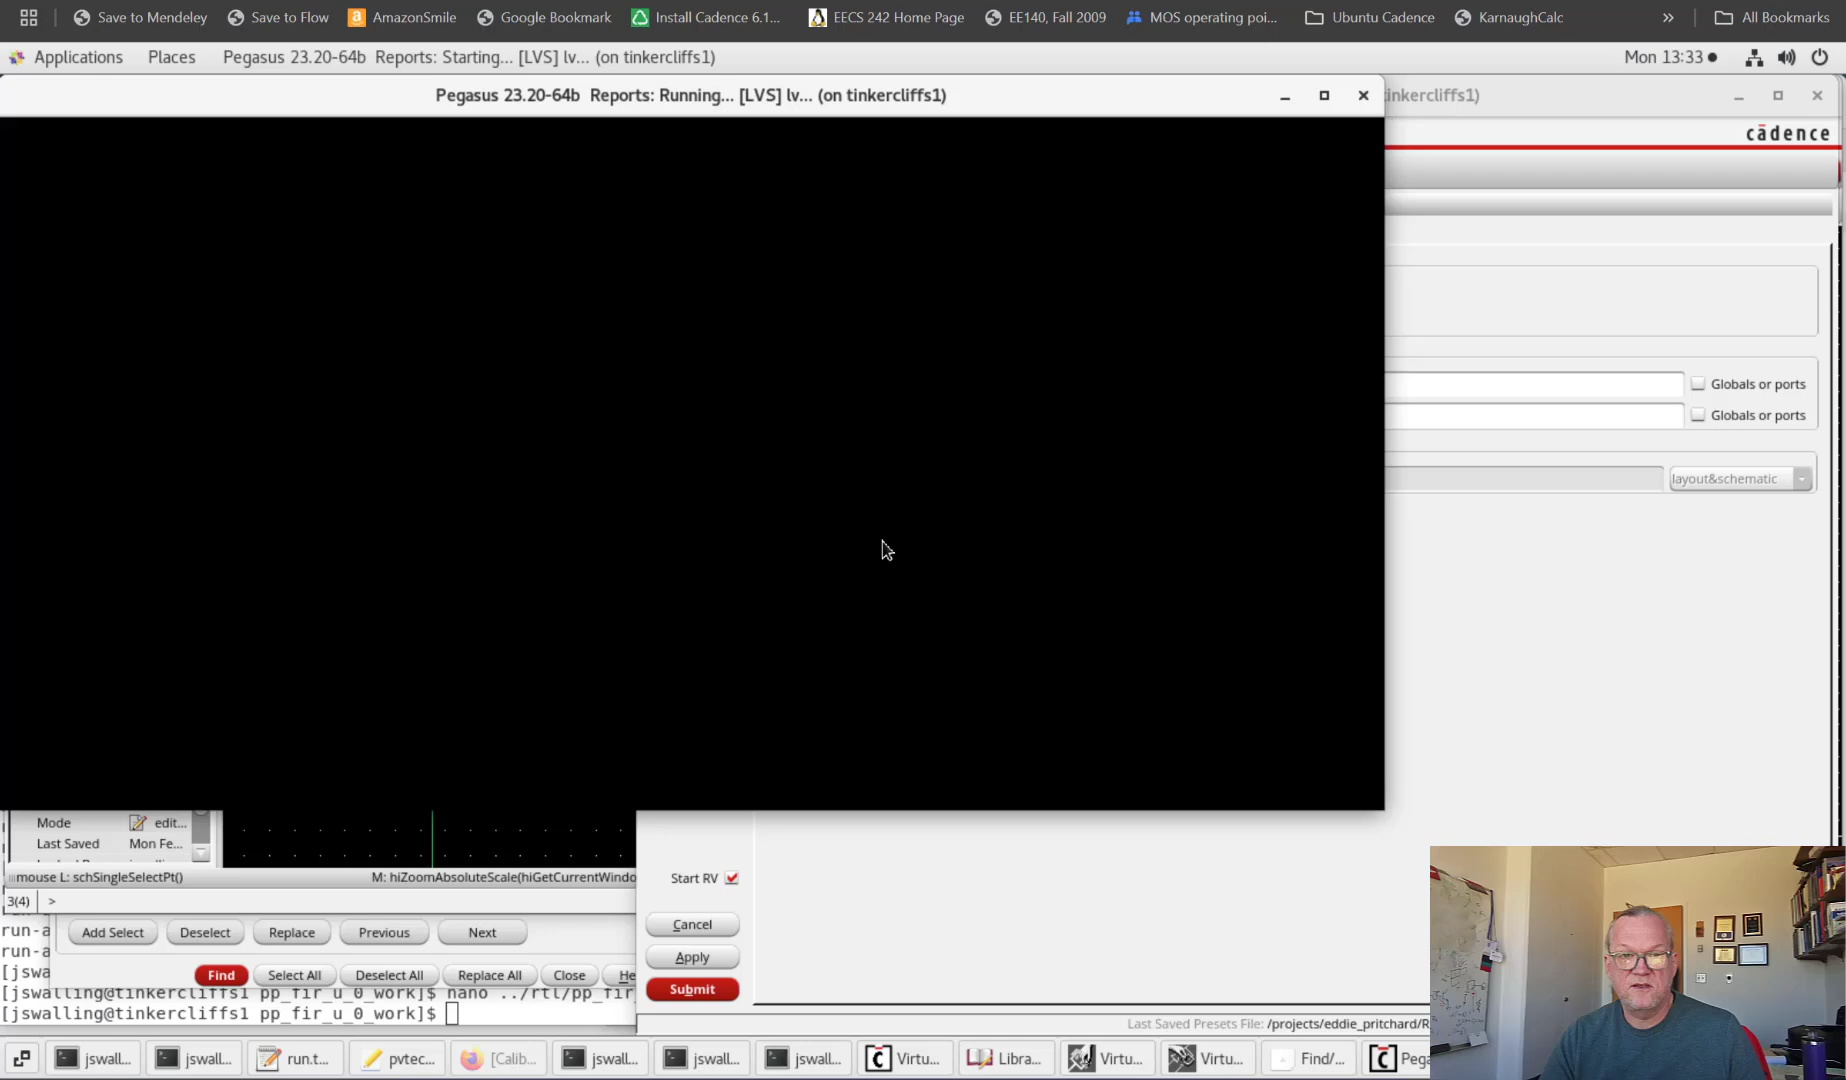 Save to Mendeley
Save to Flow
AmazonSmile
Google Bookmark
Install Cadence 6.1...
EECS 242 Home Page
EE140, Fall 2009
MOS operating poi...
Ubuntu Cadence
KarnaughCalc
»
All Bookmarks
Applications
Places
Pegasus 23.20-64b Reports: Starting... [LVS] lv... (on tinkercliffs1)
Mon 13:33
Pegasus 23.20-64b Reports: Running... [LVS] lv... (on tinkercliffs1)
inkercliffs1)
cādence
Globals or ports
Globals or ports
layout&schematic
Mode
edit...
Last Saved
Mon Fe...
mouse L: schSingleSelectPt()
M: hiZoomAbsoluteScale(hiGetCurrentWindo
Start RV
3(4)
>
run-a
Add Select
Deselect
Replace
Previous
Next
Cancel
run-a
Apply
[jswa
Find
Select All
Deselect All
Replace All
Close
He
Submit
[jswalling@tinkercliffs1 pp_fir_u_0_work]$ nano ../rtl/pp_fir
[jswalling@tinkercliffs1 pp_fir_u_0_work]$
Last Saved Presets File: /projects/eddie_pritchard/R
jswall...
jswall...
run.t...
pvtec...
[Calib...
jswall...
jswall...
jswall...
Virtu...
Libra...
Virtu...
Virtu...
Find/...
Pega